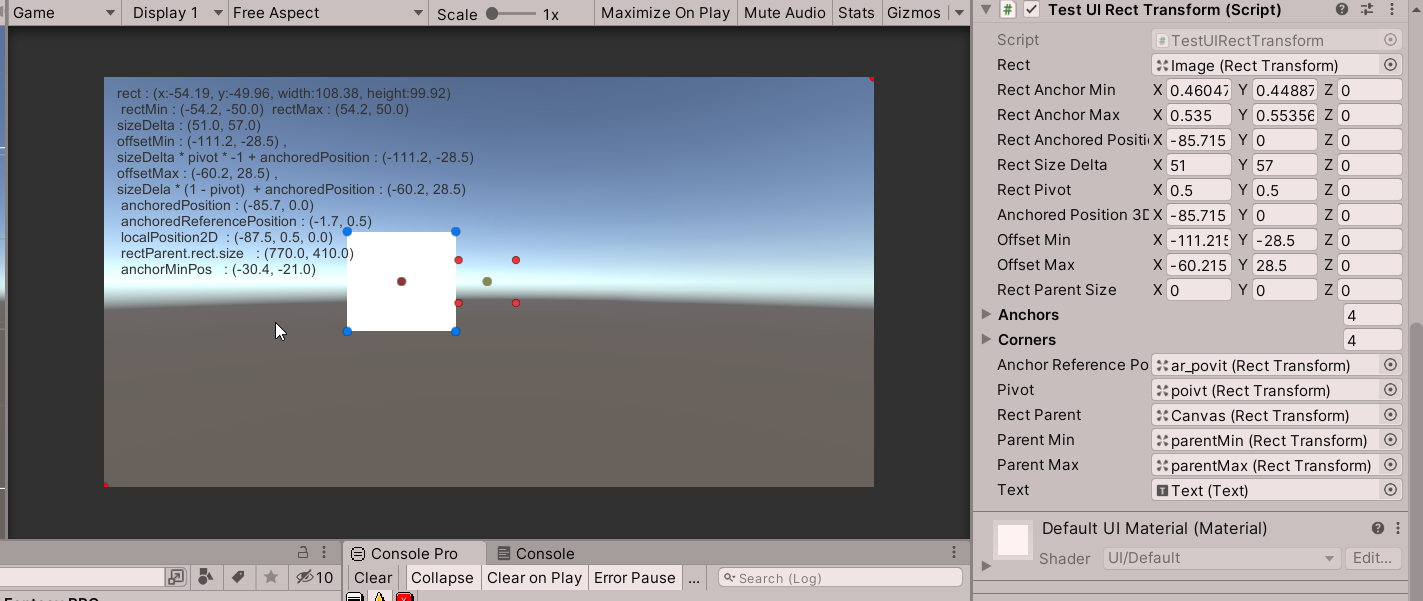 Game
Display 1
Free Aspect
Scale
1x
Maximize On Play
Mute Audio
Stats
Gizmos
rect : (x:-54.19, y:-49.96, width:108.38, height:99.92)
rectMin : (-54.2, -50.0)  rectMax : (54.2, 50.0)
sizeDelta : (51.0, 57.0)
offsetMin : (-111.2, -28.5) ,
sizeDelta * pivot * -1 + anchoredPosition : (-111.2, -28.5)
offsetMax : (-60.2, 28.5) ,
sizeDela * (1 - pivot)  + anchoredPosition : (-60.2, 28.5)
anchoredPosition : (-85.7, 0.0)
anchoredReferencePosition : (-1.7, 0.5)
localPosition2D  : (-87.5, 0.5, 0.0)
rectParent.rect.size   : (770.0, 410.0)
anchorMinPos   : (-30.4, -21.0)
Test UI Rect Transform (Script)
Script # TestUIRectTransform
Rect Image (Rect Transform)
Rect Anchor Min X 0.46047 Y 0.44887 Z 0
Rect Anchor Max X 0.535 Y 0.55356 Z 0
Rect Anchored Positi X -85.715 Y 0 Z 0
Rect Size Delta X 51 Y 57 Z 0
Rect Pivot X 0.5 Y 0.5 Z 0
Anchored Position 3D X -85.715 Y 0 Z 0
Offset Min X -111.215 Y -28.5 Z 0
Offset Max X -60.215 Y 28.5 Z 0
Rect Parent Size X 0 Y 0 Z 0
Anchors 4
Corners 4
Anchor Reference Po ar_povit (Rect Transform)
Pivot poivt (Rect Transform)
Rect Parent Canvas (Rect Transform)
Parent Min parentMin (Rect Transform)
Parent Max parentMax (Rect Transform)
Text Text (Text)
Default UI Material (Material)
Shader UI/Default Edit...
Console Pro
Console
10
Clear
Collapse
Clear on Play
Error Pause
...
Search (Log)